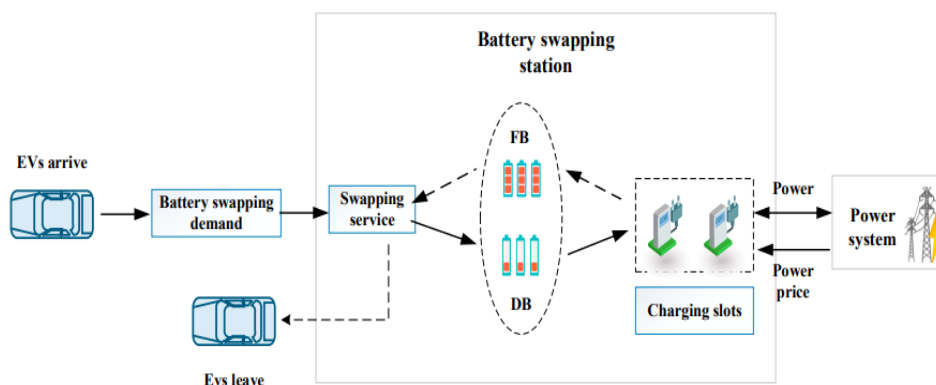 Battery swapping
station
EVs arrive
Battery swapping
demand
Swapping
service
FB
DB
Charging slots
Power
Power
price
Power
system
Evs leave